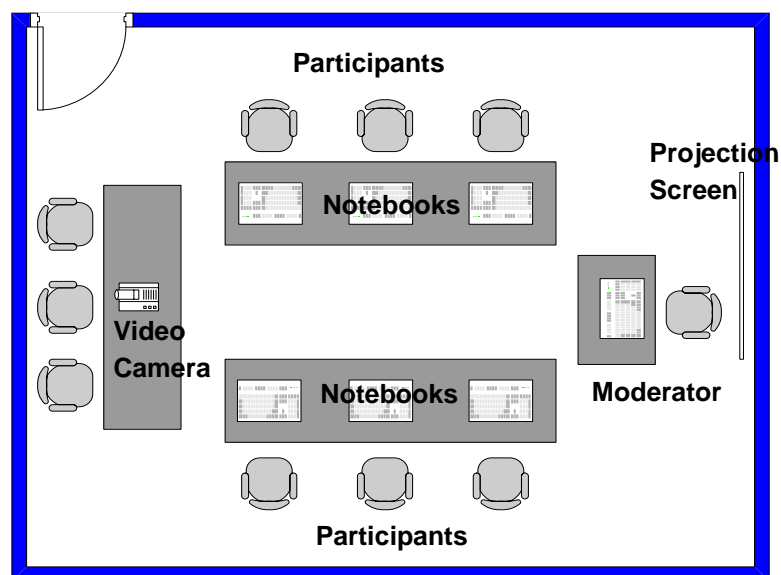 Participants
Projection
Screen
Notebooks
Video
Camera
Notebooks
Moderator
Participants